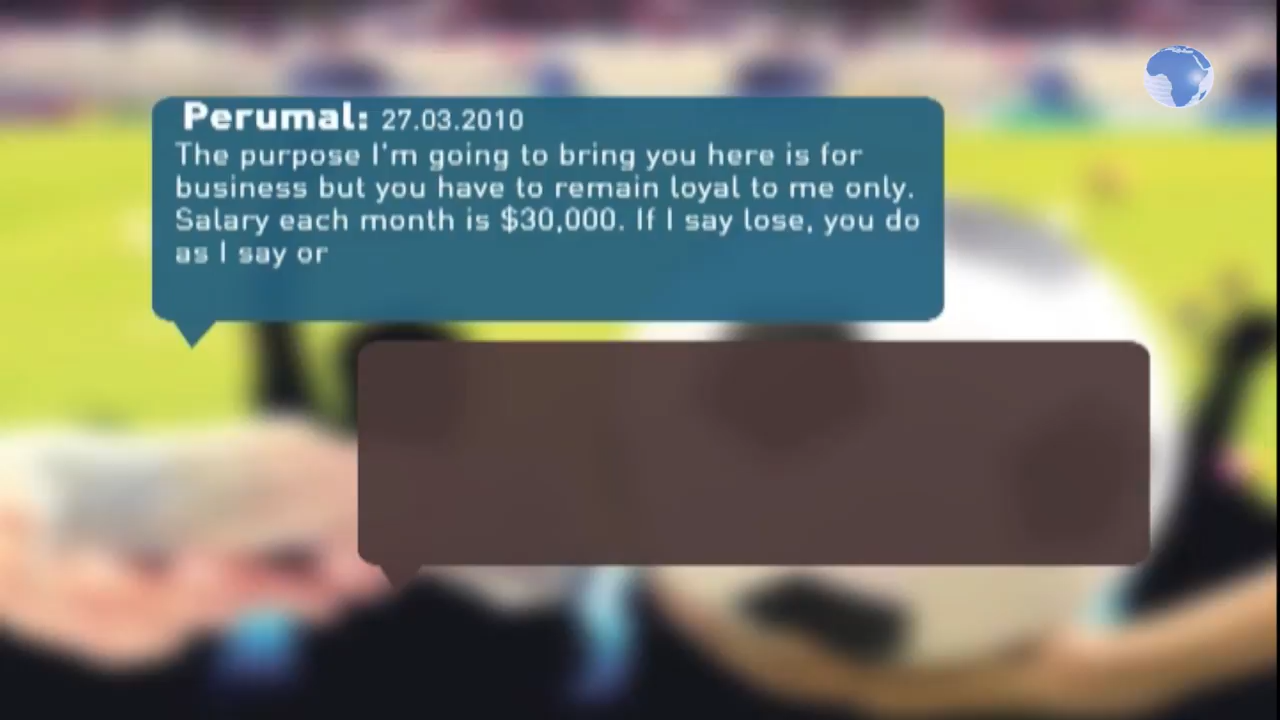 Perumal: 27.03.2010
The purpose I'm going to bring you here is for
business but you have to remain loyal to me only.
Salary each month is $30,000. If I say lose, you do
as I say or